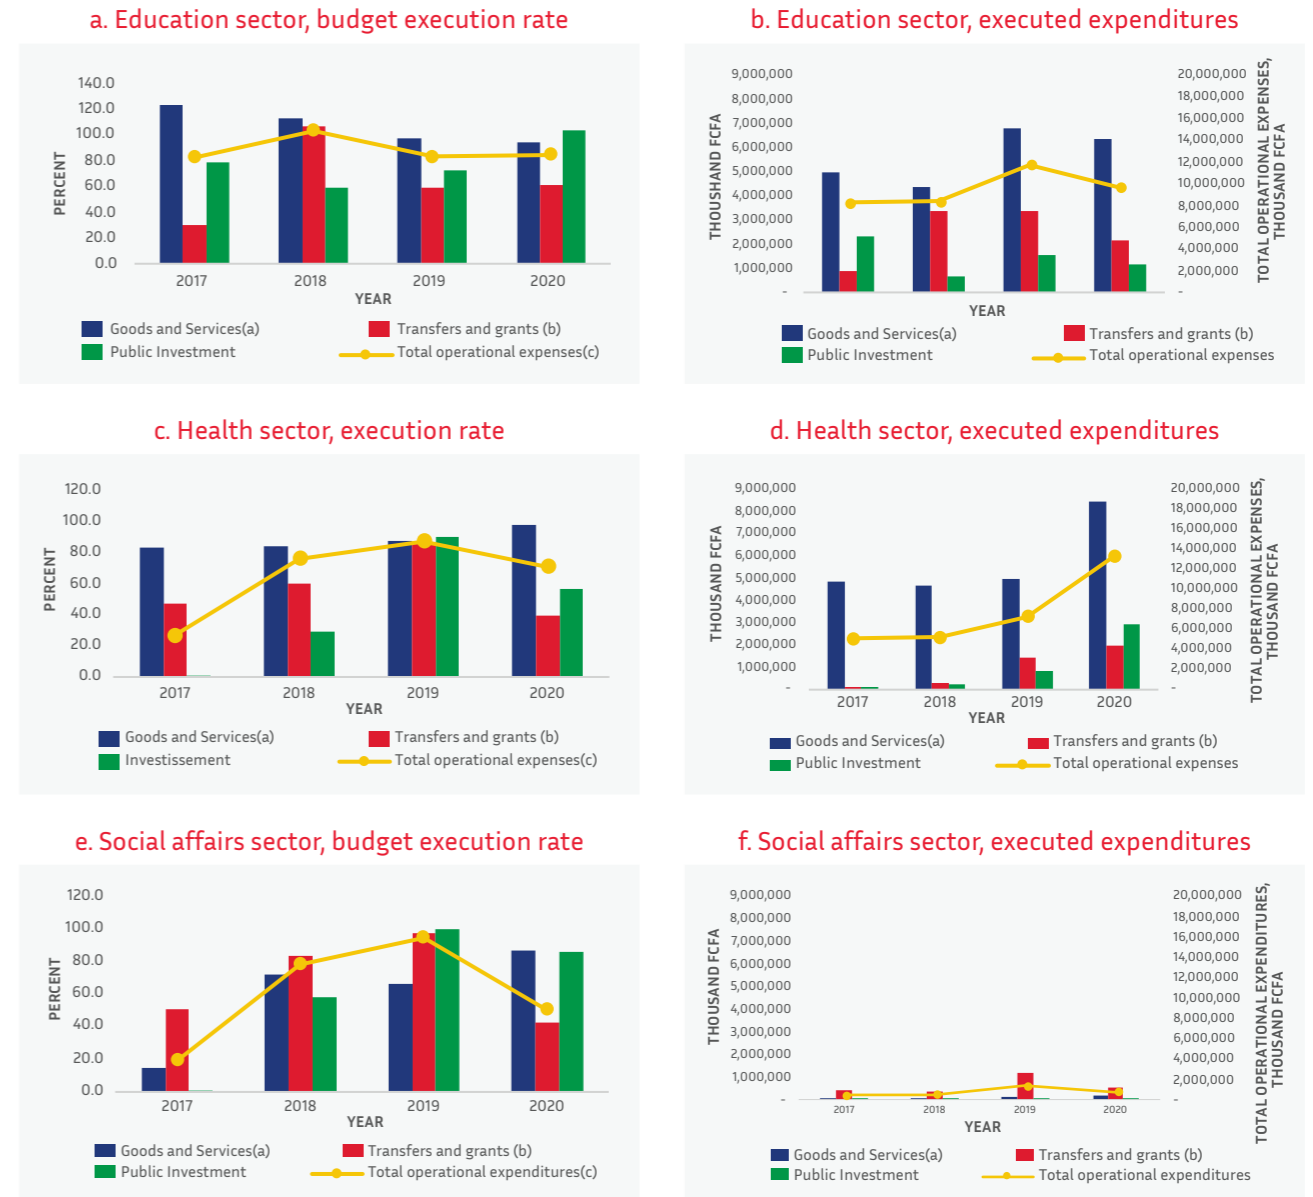 a. Education sector, budget execution rate
140.0
120.0
100.0
80.0
60.0
40.0
20.0
0.0
PERCENT
2017 2018 2019 2020
YEAR
Goods and Services(a) Transfers and grants (b)
Public Investment Total operational expenses(c)
b. Education sector, executed expenditures
9,000,000
8,000,000
7,000,000
6,000,000
5,000,000
4,000,000
3,000,000
2,000,000
1,000,000
-
THOUSHAND FCFA
20,000,000
18,000,000
16,000,000
14,000,000
12,000,000
10,000,000
8,000,000
6,000,000
4,000,000
2,000,000
-
TOTAL OPERATIONAL EXPENSES,
THOUSAND FCFA
YEAR
Goods and Services(a) Transfers and grants (b)
Public Investment Total operational expenses
c. Health sector, execution rate
120.0
100.0
80.0
60.0
40.0
20.0
0.0
PERCENT
2017 2018 2019 2020
YEAR
Goods and Services(a) Transfers and grants (b)
Investissement Total operational expenses(c)
d. Health sector, executed expenditures
9,000,000
8,000,000
7,000,000
6,000,000
5,000,000
4,000,000
3,000,000
2,000,000
1,000,000
-
THOUSAND FCFA
20,000,000
18,000,000
16,000,000
14,000,000
12,000,000
10,000,000
8,000,000
6,000,000
4,000,000
2,000,000
-
TOTAL OPERATIONAL EXPENSES,
THOUSAND FCFA
2017 2018 2019 2020
YEAR
Goods and Services(a) Transfers and grants (b)
Public Investment Total operational expenses
e. Social affairs sector, budget execution rate
120.0
100.0
80.0
60.0
40.0
20.0
0.0
PERCENT
2017 2018 2019 2020
YEAR
Goods and Services(a) Transfers and grants (b)
Public Investment Total operational expenditures(c)
f. Social affairs sector, executed expenditures
9,000,000
8,000,000
7,000,000
6,000,000
5,000,000
4,000,000
3,000,000
2,000,000
1,000,000
-
THOUSAND FCFA
20,000,000
18,000,000
16,000,000
14,000,000
12,000,000
10,000,000
8,000,000
6,000,000
4,000,000
2,000,000
-
TOTAL OPERATIONAL EXPENDITURES,
THOUSAND FCFA
2017 2018 2019 2020
YEAR
Goods and Services(a) Transfers and grants (b)
Public Investment Total operational expenditures